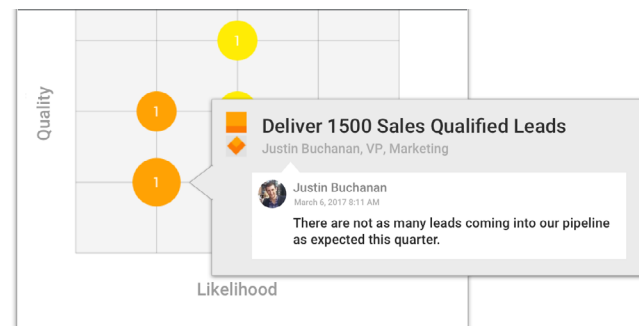 1
Quality
1
Deliver 1500 Sales Qualified Leads
Justin Buchanan, VP, Marketing
1
Justin Buchanan
March 6, 2017 8:11 AM
There are not as many leads coming into our pipeline
as expected this quarter.
Likelihood